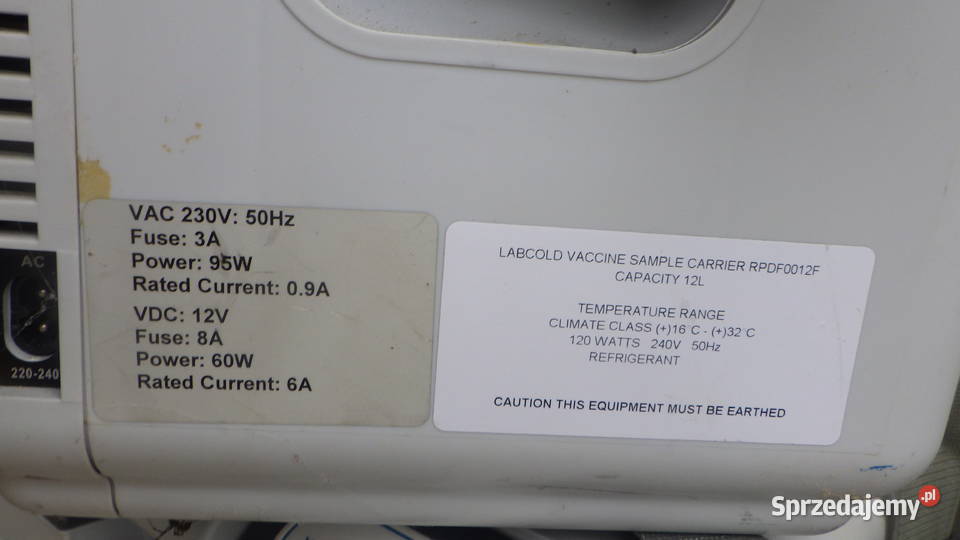 AC
220-240
VAC 230V: 50Hz
Fuse: 3A
Power: 95W
Rated Current: 0.9A
VDC: 12V
Fuse: 8A
Power: 60W
Rated Current: 6A
LABCOLD VACCINE SAMPLE CARRIER RPDF0012F
CAPACITY 12L
TEMPERATURE RANGE
CLIMATE CLASS (+)16°C - (+)32°C
120 WATTS 240V 50Hz
REFRIGERANT
CAUTION THIS EQUIPMENT MUST BE EARTHED
Sprzedajemy.pl